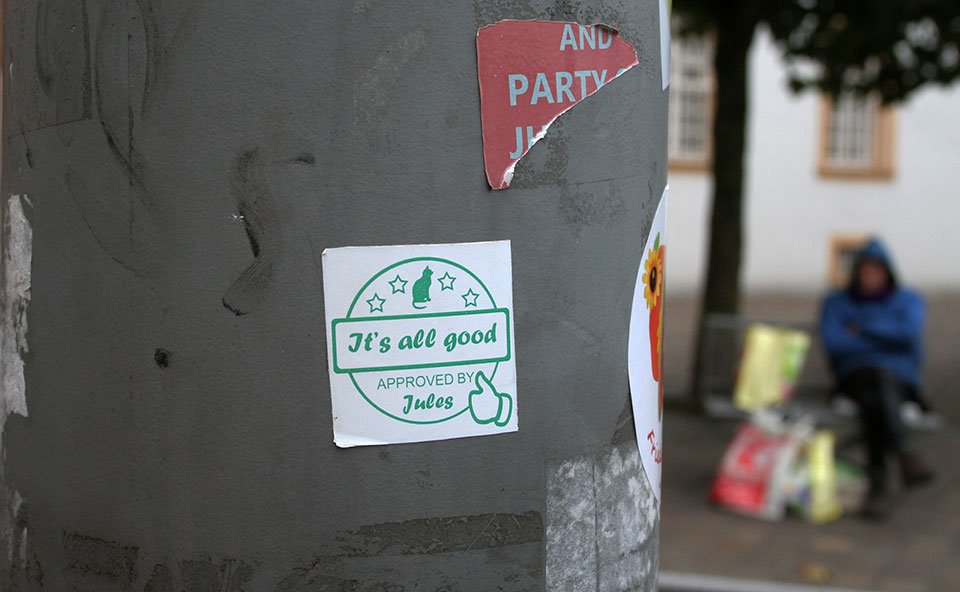 AND
PARTY
It's all good
APPROVED BY
Jules